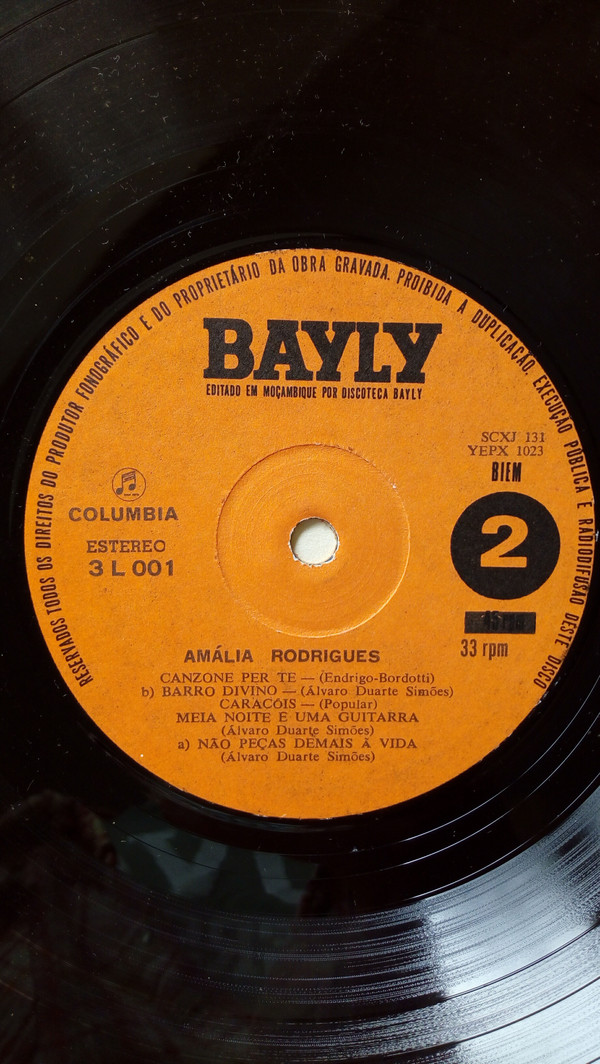 RESERVADOS TODOS OS DIREITOS DO PRODUTOR FONOGRÁFICO E DO PROPRIETÁRIO DA OBRA GRAVADA. PROIBIDA A DUPLICAÇÃO, EXECUÇÃO PÚBLICA E RADIODIFUSÃO DESTE DISCO
BAYLY
EDITADO EM MOÇAMBIQUE POR DISCOTECA BAYLY
SCXJ 131
YEPX 1023
BIEM
COLUMBIA
ESTEREO
3 L 001
2
33 rpm
AMÁLIA RODRIGUES
CANZONE PER TE — (Endrigo-Bordotti)
b) BARRO DIVINO — (Álvaro Duarte Simões)
CARACÓIS — (Popular)
MEIA NOITE E UMA GUITARRA
(Álvaro Duarte Simões)
a) NÃO PEÇAS DEMAIS À VIDA
(Álvaro Duarte Simões)